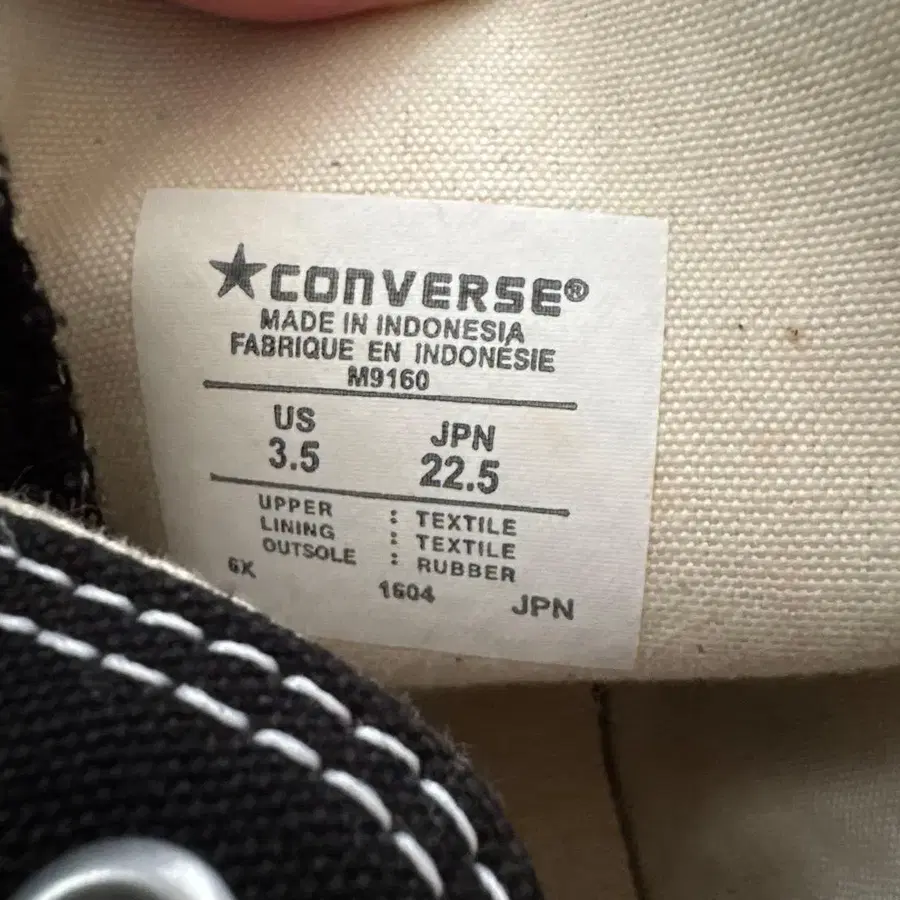 ★CONVERSE®
MADE IN INDONESIA
FABRIQUE EN INDONÉSIE
M9160
US JPN
3.5 22.5
UPPER : TEXTILE
LINING : TEXTILE
OUTSOLE : RUBBER
6X 1604 JPN